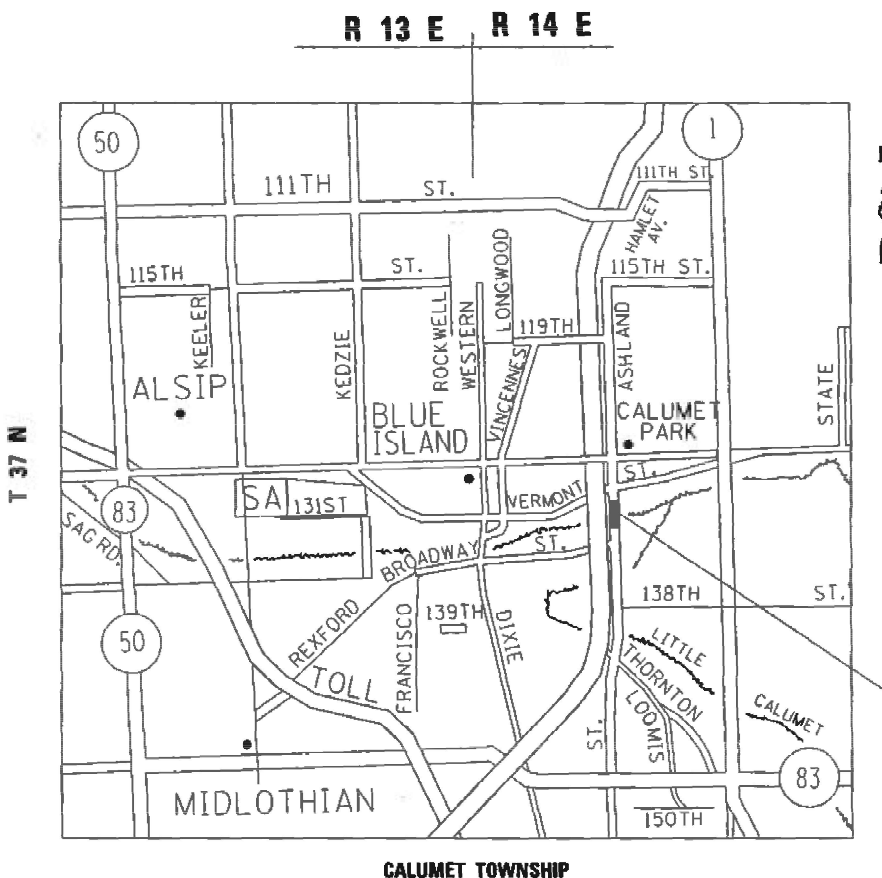 R 13 E R 14 E
50
1
111TH ST.
111TH ST.
HAMLET
AV.
115TH ST.
115TH ST.
LONGWOOD
KEELER
KEDZIE
ROCKWELL
WESTERN
119TH
ASHLAND
VINCENNES
STATE
ALSIP
BLUE
ISLAND
CALUMET
PARK
T 37 N
ST.
SA
131ST
VERMONT
83
SAG RD.
BROADWAY
ST.
138TH ST.
139TH
50
REXFORD
FRANCISCO
DIXIE
LITTLE
THORNTON
TOLL
LOOMIS
ST.
CALUMET
83
MIDLOTHIAN
150TH
CALUMET TOWNSHIP